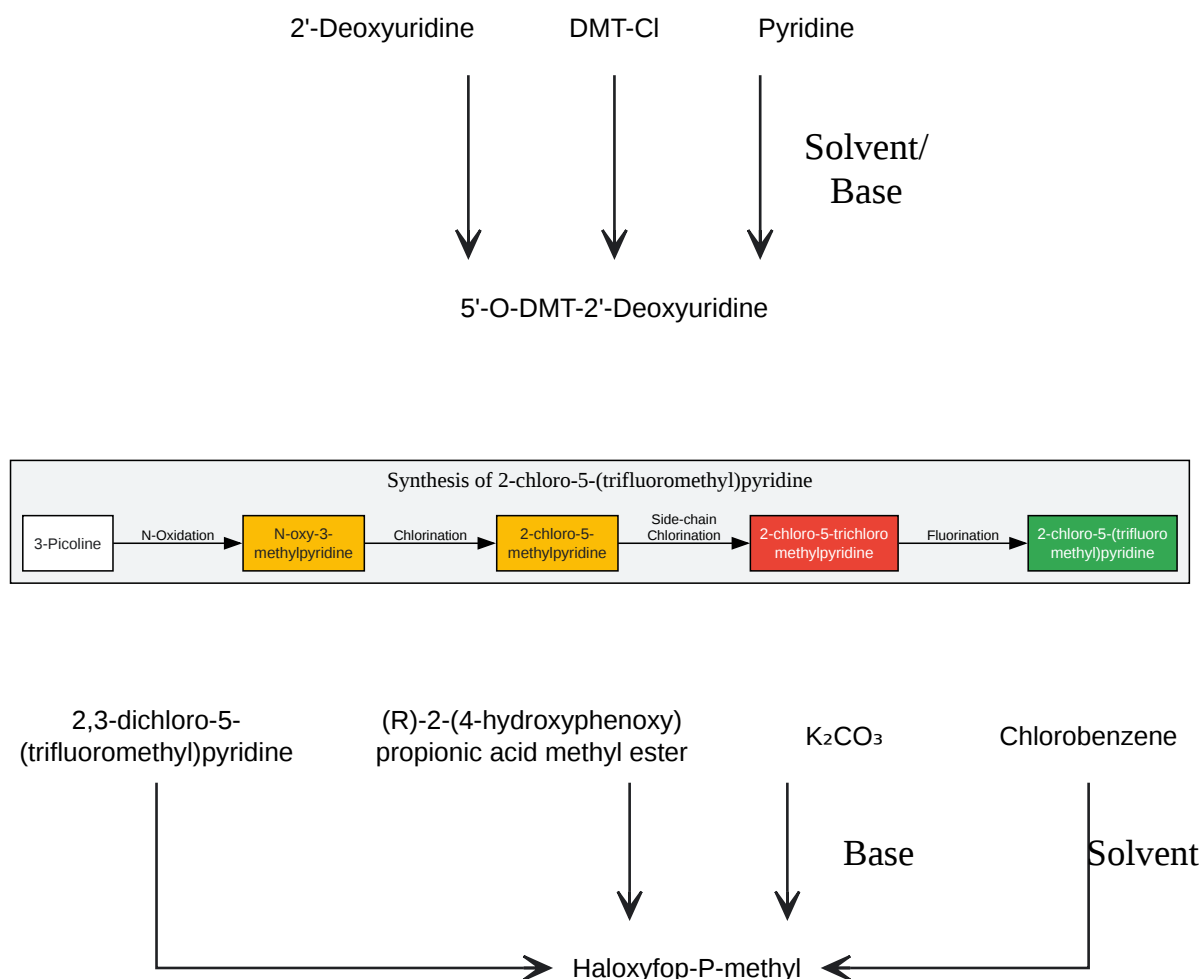 2'-Deoxyuridine DMT-Cl Pyridine
Solvent/
Base
5'-O-DMT-2'-Deoxyuridine
Synthesis of 2-chloro-5-(trifluoromethyl)pyridine
3-Picoline
N-Oxidation
N-oxy-3-
methylpyridine
Chlorination
2-chloro-5-
methylpyridine
Side-chain
Chlorination
2-chloro-5-trichloro
methylpyridine
Fluorination
2-chloro-5-(trifluoro
methyl)pyridine
2,3-dichloro-5-
(trifluoromethyl)pyridine
(R)-2-(4-hydroxyphenoxy)
propionic acid methyl ester
K₂CO₃
Chlorobenzene
Base
Solvent
Haloxyfop-P-methyl